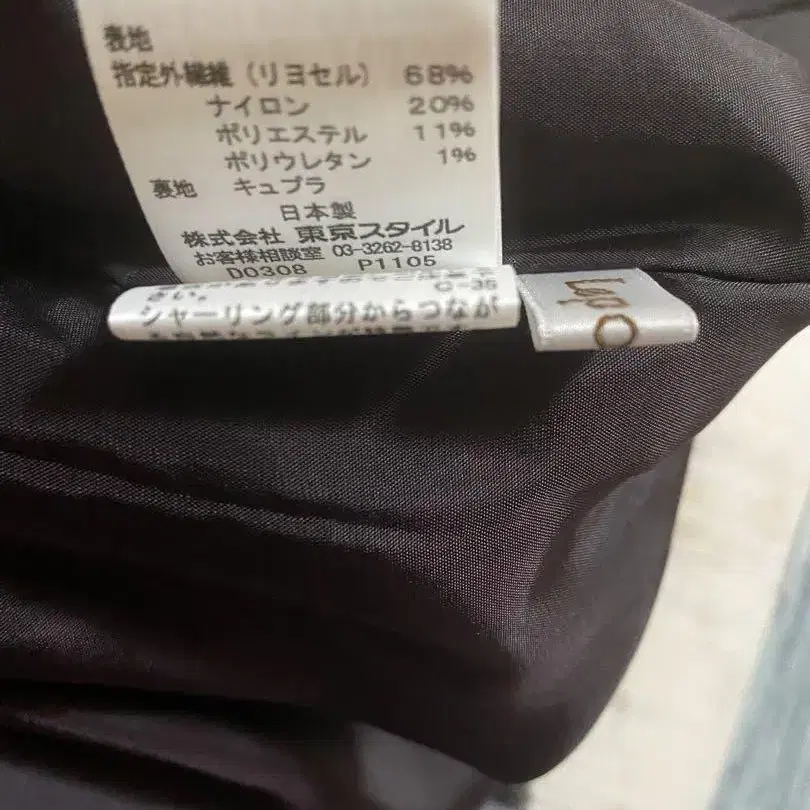 表地
指定外繊維（リヨセル） 68%
ナイロン 20%
ポリエステル 11%
ポリウレタン 1%
裏地 キュプラ
日本製
株式会社 東京スタイル
お客様相談室 03-3262-8138
D0308 P1105
C-35
さい。
シャーリング部分からつなが